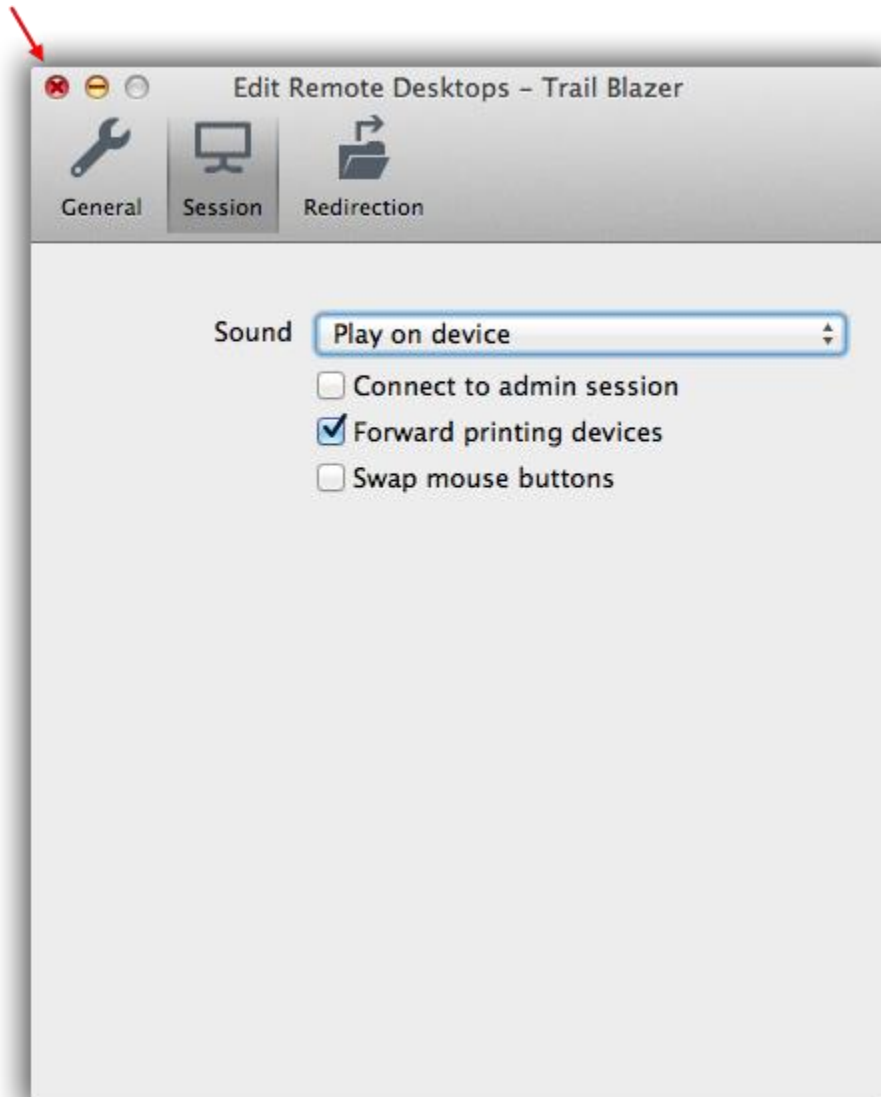 Edit Remote Desktops – Trail Blazer
General Session Redirection
Sound Play on device
Connect to admin session
Forward printing devices
Swap mouse buttons